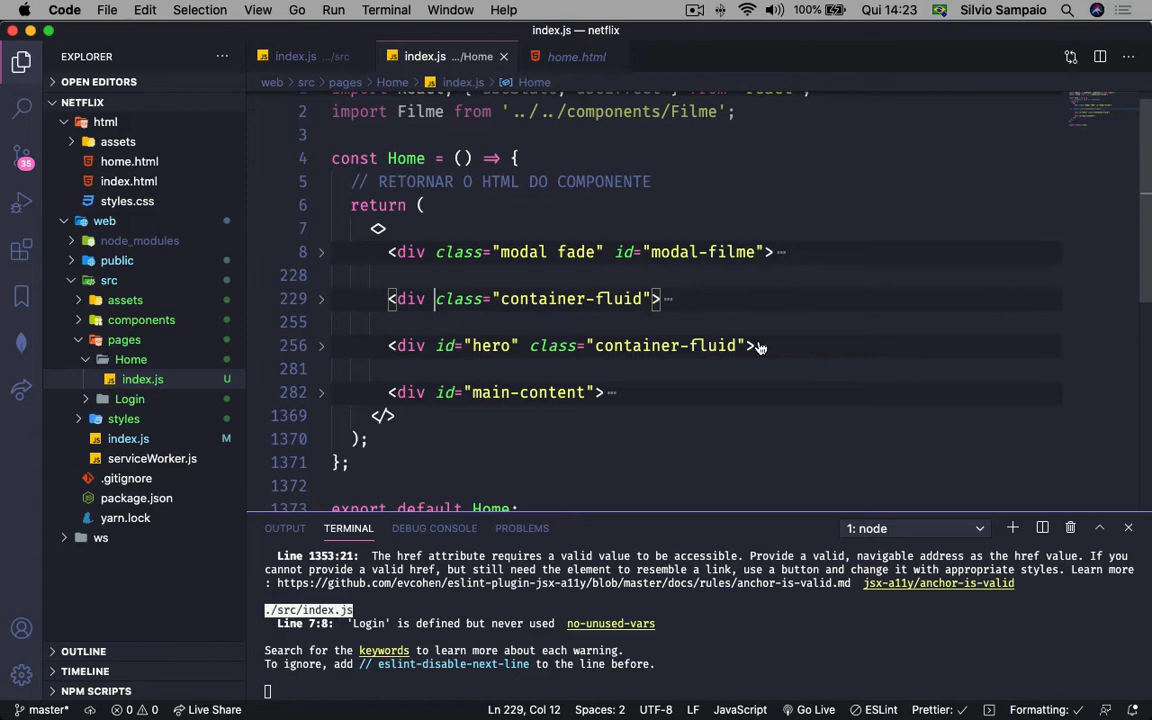 Code File Edit Selection View Go Run Terminal Window Help 100% Qui 14:23 Silvio Sampaio
index.js — netflix
EXPLORER
index.js .../src
index.js .../Home
home.html
OPEN EDITORS
web > src > pages > Home > index.js > Home
NETFLIX
html
assets
home.html
index.html
styles.css
web
node_modules
public
src
assets
components
pages
Home
index.js U
Login
styles
index.js M
serviceWorker.js
.gitignore
package.json
yarn.lock
ws
OUTLINE
TIMELINE
NPM SCRIPTS
35
1 import React, { useState, useEffect } from 'react';
2 import Filme from '../../components/Filme';
3
4 const Home = () => {
5 // RETORNAR O HTML DO COMPONENTE
6 return (
7 <>
8 <div class="modal fade" id="modal-filme">
228
229 <div class="container-fluid">
255
256 <div id="hero" class="container-fluid">
281
282 <div id="main-content">
1369 </>
1370 );
1371 };
1372
1373 export default Home;
OUTPUT TERMINAL DEBUG CONSOLE PROBLEMS 1: node
Line 1353:21: The href attribute requires a valid value to be accessible. Provide a valid, navigable address as the href value. If you
cannot provide a valid href, but still need the element to resemble a link, use a button and change it with appropriate styles. Learn more
: https://github.com/evcohen/eslint-plugin-jsx-a11y/blob/master/docs/rules/anchor-is-valid.md jsx-a11y/anchor-is-valid
./src/index.js
Line 7:8: 'Login' is defined but never used no-unused-vars
Search for the keywords to learn more about each warning.
To ignore, add // eslint-disable-next-line to the line before.
master* 0 0 Live Share Ln 229, Col 12 Spaces: 2 UTF-8 LF JavaScript Go Live ESLint Prettier: ✓ Formatting: ✓